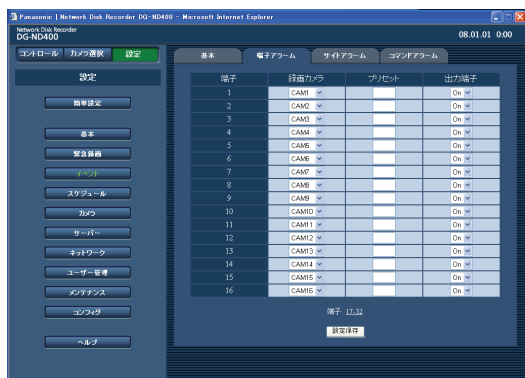 Panasonic | Network Disk Recorder DG-ND400 - Microsoft Internet Explorer
Network Disk Recorder
DG-ND400
08.01.01 0:00
コントロール カメラ選択 設定
基本 端子アラーム サイトアラーム コマンドアラーム
設定
簡単設定
基本
緊急録画
イベント
スケジュール
カメラ
サーバー
ネットワーク
ユーザー管理
メンテナンス
コンフィグ
ヘルプ
端子 録画カメラ プリセット 出力端子
1 CAM1 On
2 CAM2 On
3 CAM3 On
4 CAM4 On
5 CAM5 On
6 CAM6 On
7 CAM7 On
8 CAM8 On
9 CAM9 On
10 CAM10 On
11 CAM11 On
12 CAM12 On
13 CAM13 On
14 CAM14 On
15 CAM15 On
16 CAM16 On
端子 17-32
設定保存